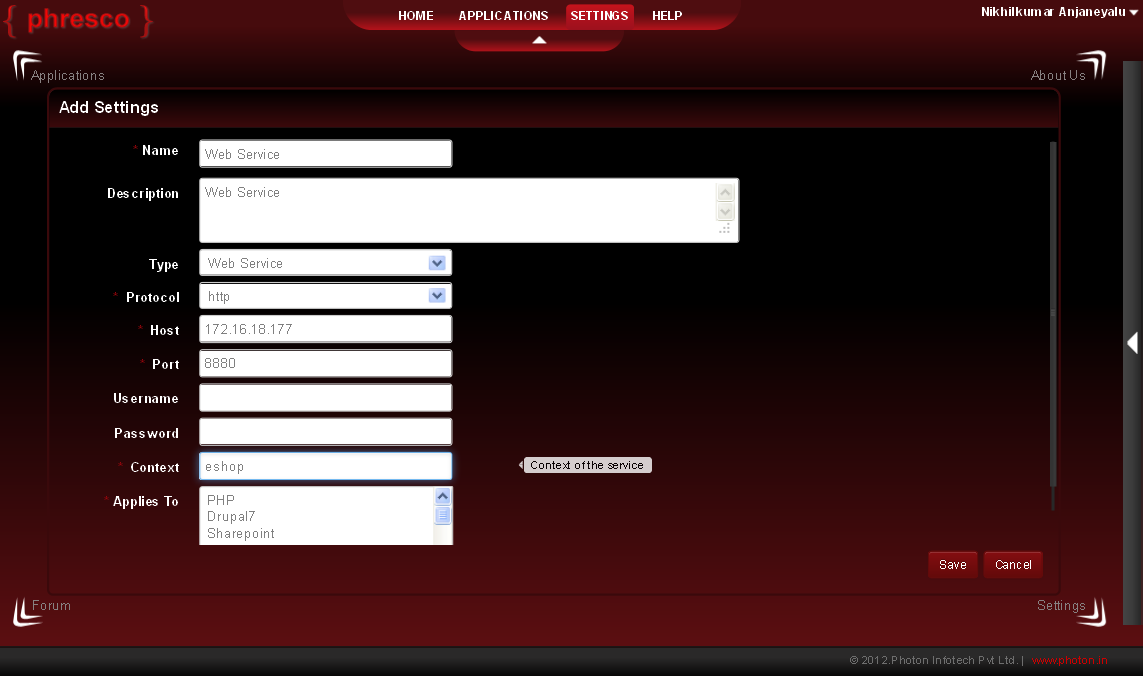 { phresco }
HOME APPLICATIONS SETTINGS HELP
Nikhilkumar Anjaneyalu
Applications
About Us
Add Settings
* Name Web Service
Description Web Service
Type Web Service
* Protocol http
* Host 172.16.18.177
* Port 8880
Username
Password
* Context eshop
Context of the service
* Applies To PHP
Drupal7
Sharepoint
Save Cancel
Forum
Settings
© 2012.Photon Infotech Pvt Ltd. | www.photon.in